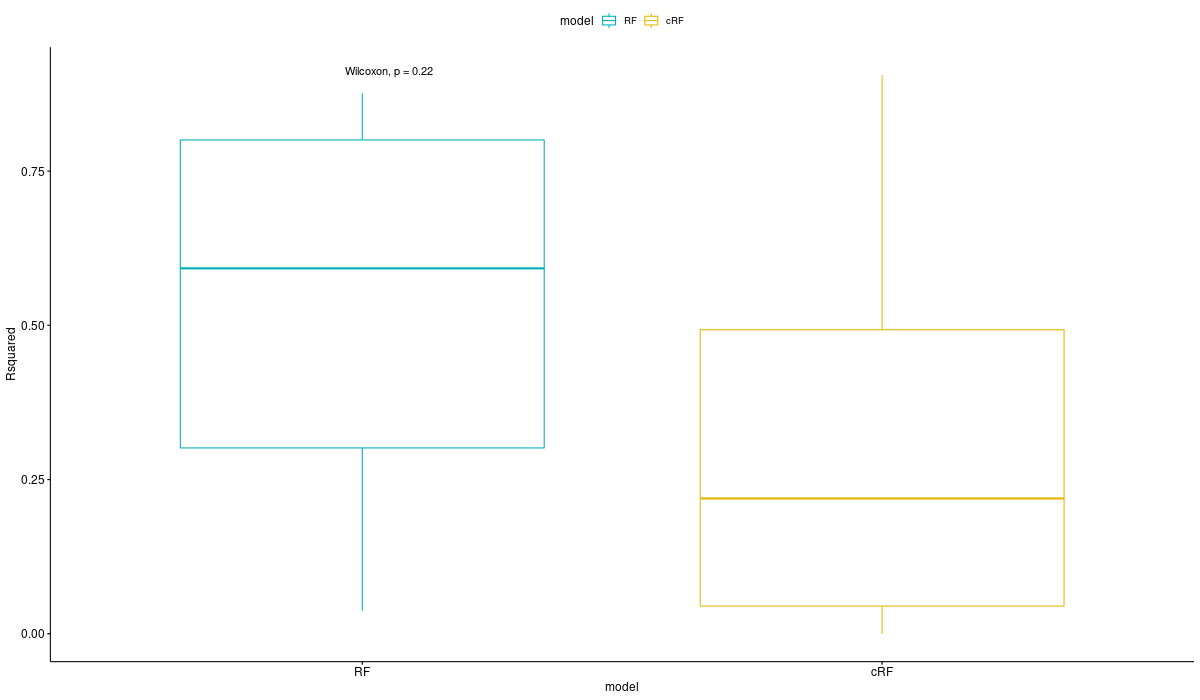 model RF cRF
Wilcoxon, p = 0.22
0.75
0.50
0.25
0.00
Rsquared
RF cRF
model